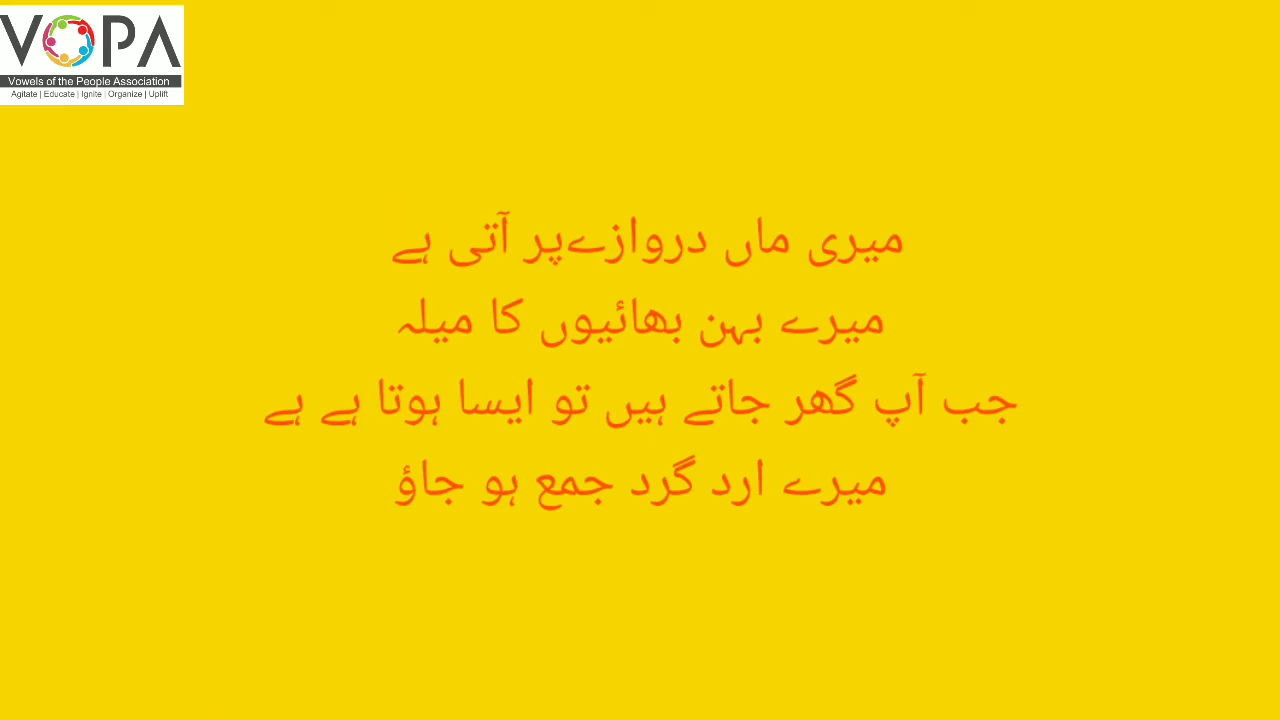 VOPA
Vowels of the People Association
Agitate | Educate | Ignite | Organize | Uplift
میری ماں دروازےپر آتی ہے
میرے بہن بھائیوں کا میلہ
جب آپ گھر جاتے ہیں تو ایسا ہوتا ہے ہے
میرے ارد گرد جمع ہو جاؤ